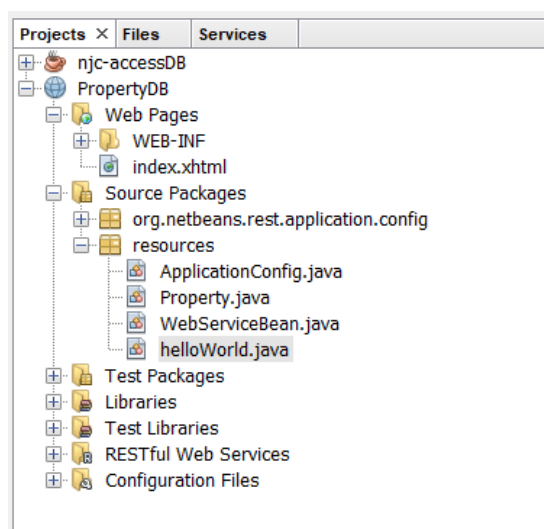 Projects × Files Services
njc-accessDB
PropertyDB
Web Pages
WEB-INF
index.xhtml
Source Packages
org.netbeans.rest.application.config
resources
ApplicationConfig.java
Property.java
WebServiceBean.java
helloWorld.java
Test Packages
Libraries
Test Libraries
RESTful Web Services
Configuration Files